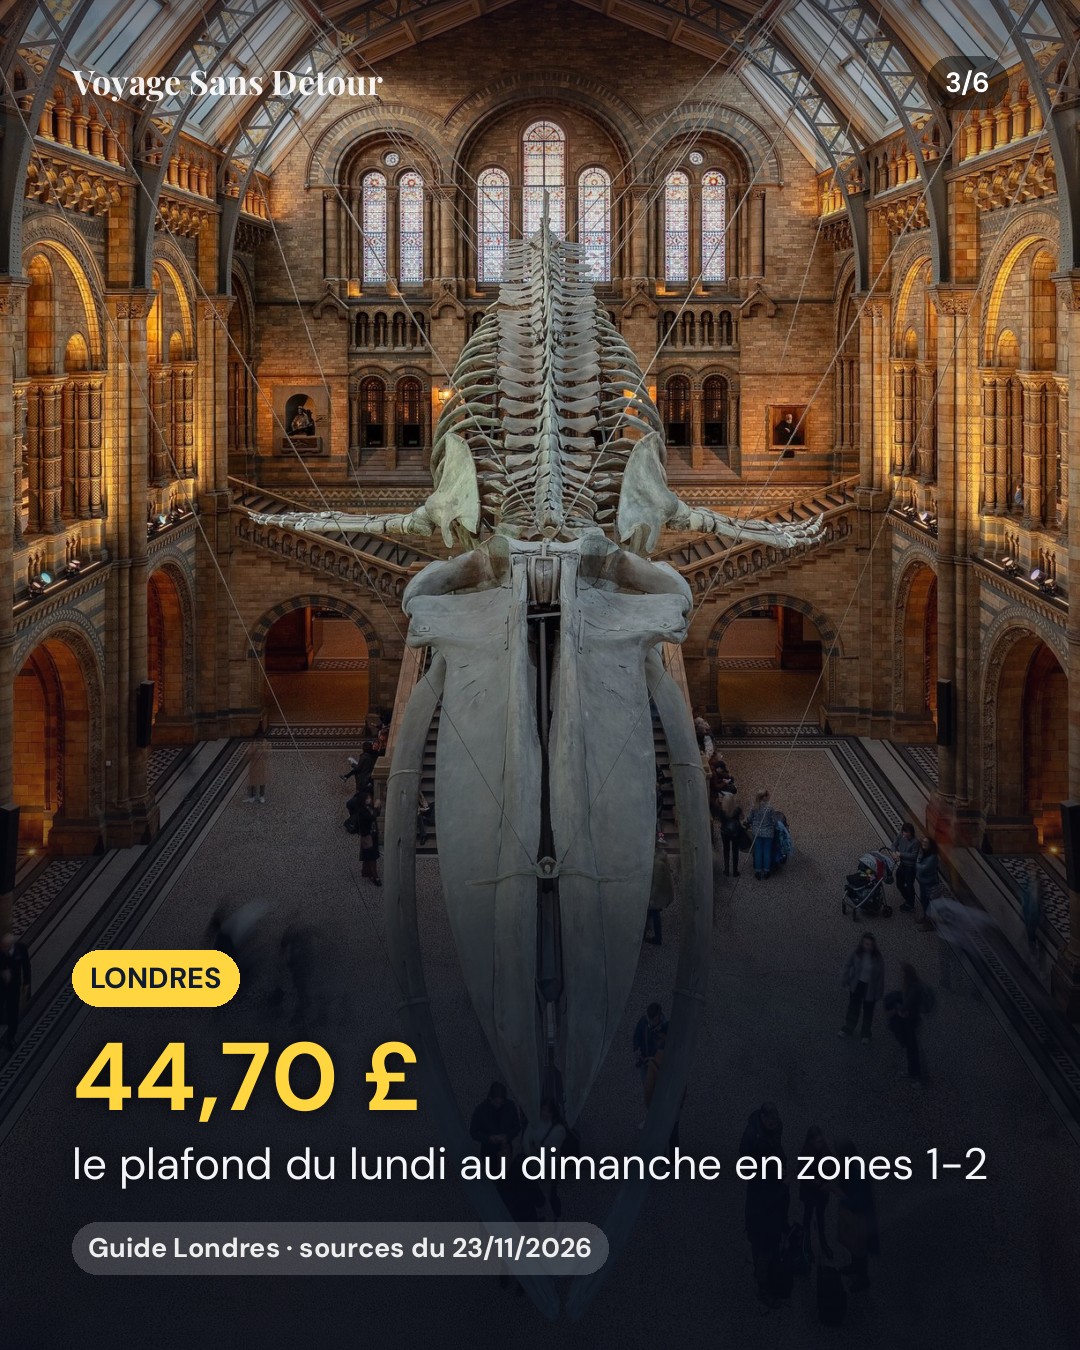 Voyage Sans Détour
3/6
LONDRES
44,70 £
le plafond du lundi au dimanche en zones 1–2
Guide Londres · sources du 23/11/2026